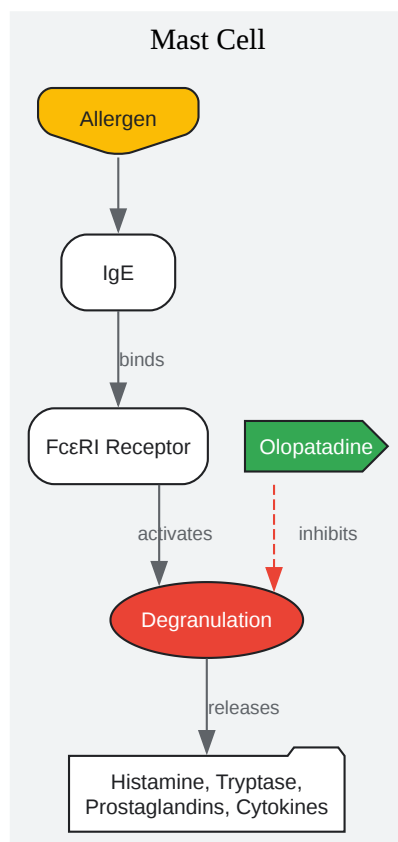 Mast Cell
Allergen
IgE
binds
FcεRI Receptor
Olopatadine
activates
inhibits
Degranulation
releases
Histamine, Tryptase,
Prostaglandins, Cytokines